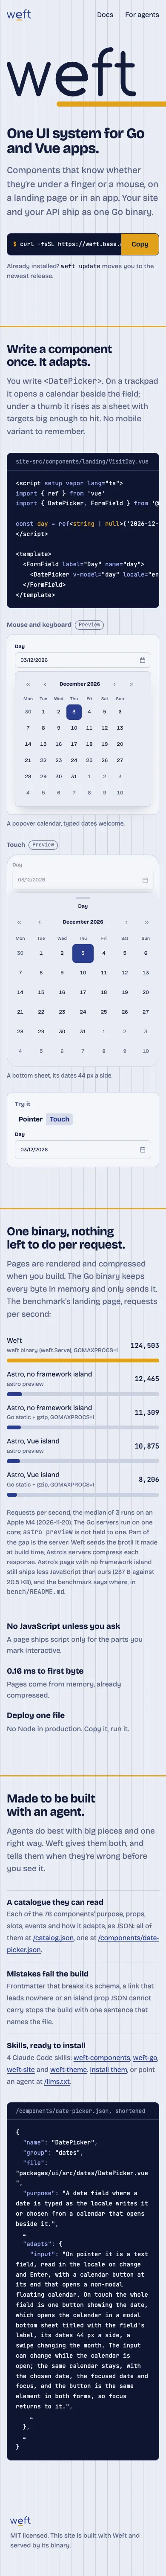 weft
Docs For agents
weft
One UI system for Go
and Vue apps.
Components that know whether
they're under a finger or a mouse, in
a landing page or in an app. Your site
and your API ship as one Go binary.
$ curl -fsSL https://weft.base.
Copy
Already installed? weft update moves you to the
newest release.
Write a component
once. It adapts.
You write <DatePicker>. On a trackpad
it opens a calendar beside the field;
under a thumb it rises as a sheet with
targets big enough to hit. No mobile
variant to remember.
site-src/components/landing/VisitDay.vue
<script setup vapor lang="ts">
import { ref } from 'vue'
import { DatePicker, FormField } from '@
const day = ref<string | null>('2026-12-
</script>
<template>
<FormField label="Day" name="day">
<DatePicker v-model="day" locale="en
</FormField>
</template>
Mouse and keyboard Preview
Day
03/12/2026
« ‹ December 2026 › »
Mon Tue Wed Thu Fri Sat Sun
30 1 2 3 4 5 6
7 8 9 10 11 12 13
14 15 16 17 18 19 20
21 22 23 24 25 26 27
28 29 30 31 1 2 3
4 5 6 7 8 9 10
A popover calendar, typed dates welcome.
Touch Preview
Day
03/12/2026
Day
« ‹ December 2026 › »
Mon Tue Wed Thu Fri Sat Sun
30 1 2 3 4 5 6
7 8 9 10 11 12 13
14 15 16 17 18 19 20
21 22 23 24 25 26 27
28 29 30 31 1 2 3
4 5 6 7 8 9 10
A bottom sheet, its dates 44 px a side.
Try it
Pointer Touch
Day
03/12/2026
One binary, nothing
left to do per request.
Pages are rendered and compressed
when you build. The Go binary keeps
every byte in memory and only sends it.
The benchmark's landing page, requests
per second:
Weft
weft binary (weft.Serve), GOMAXPROCS=1
124,503
Astro, no framework island
astro preview
12,465
Astro, no framework island
Go static + gzip, GOMAXPROCS=1
11,309
Astro, Vue island
astro preview
10,875
Astro, Vue island
Go static + gzip, GOMAXPROCS=1
8,206
Requests per second, the median of 3 runs on an
Apple M4 (2026-11-20). The Go servers run on one
core; astro preview is not held to one. Part of
the gap is the server: Weft sends the brotli it made
at build time, Astro's servers compress each
response. Astro's page with no framework island
still ships less JavaScript than ours (237 B against
20.5 KB), and the benchmark says where, in
bench/README.md.
No JavaScript unless you ask
A page ships script only for the parts you
mark interactive.
0.16 ms to first byte
Pages come from memory, already
compressed.
Deploy one file
No Node in production. Copy it, run it.
Made to be built
with an agent.
Agents do best with big pieces and one
right way. Weft gives them both, and
tells them when they're wrong before
you see it.
A catalogue they can read
Each of the 76 components' purpose, props,
slots, events and how it adapts, as JSON: all of
them at /catalog.json, one at /components/date-
picker.json.
Mistakes fail the build
Frontmatter that breaks its schema, a link that
leads nowhere or an island prop JSON cannot
carry stops the build with one sentence that
names the file.
Skills, ready to install
4 Claude Code skills: weft-components, weft-go,
weft-site and weft-theme. Install them, or point
an agent at /llms.txt.
/components/date-picker.json, shortened
{
"name": "DatePicker",
"group": "dates",
"file":
"packages/ui/src/dates/DatePicker.vue
",
"purpose": "A date field where a
date is typed as the locale writes it
or chosen from a calendar that opens
beside it.",
…
"adapts": {
"input": "On pointer it is a text
field, read in the locale on change
and Enter, with a calendar button at
its end that opens a non-modal
floating calendar. On touch the whole
field is one button showing the date,
which opens the calendar in a modal
bottom sheet titled with the field's
label, its dates 44 px a side, a
swipe changing the month. The input
can change while the calendar is
open; the same calendar stays, with
the chosen date, the focused date and
focus, and the button is the same
element in both forms, so focus
returns to it.",
…
},
…
}
weft
MIT licensed. This site is built with Weft and
served by its binary.